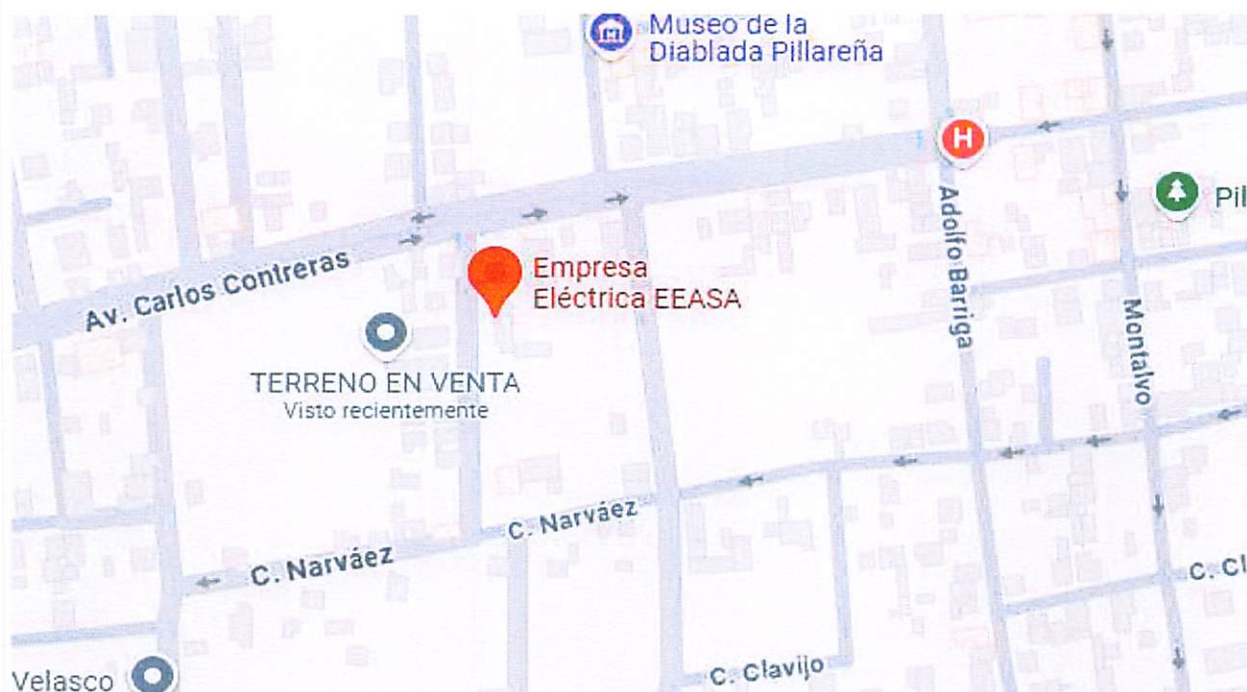 Museo de la
Diablada Pillareña
H
Pil
Adolfo Barriga
Av. Carlos Contreras
Empresa
Eléctrica EEASA
Montalvo
TERRENO EN VENTA
Visto recientemente
C. Narváez
C. Narváez
C. Cl
C. Clavijo
Velasco